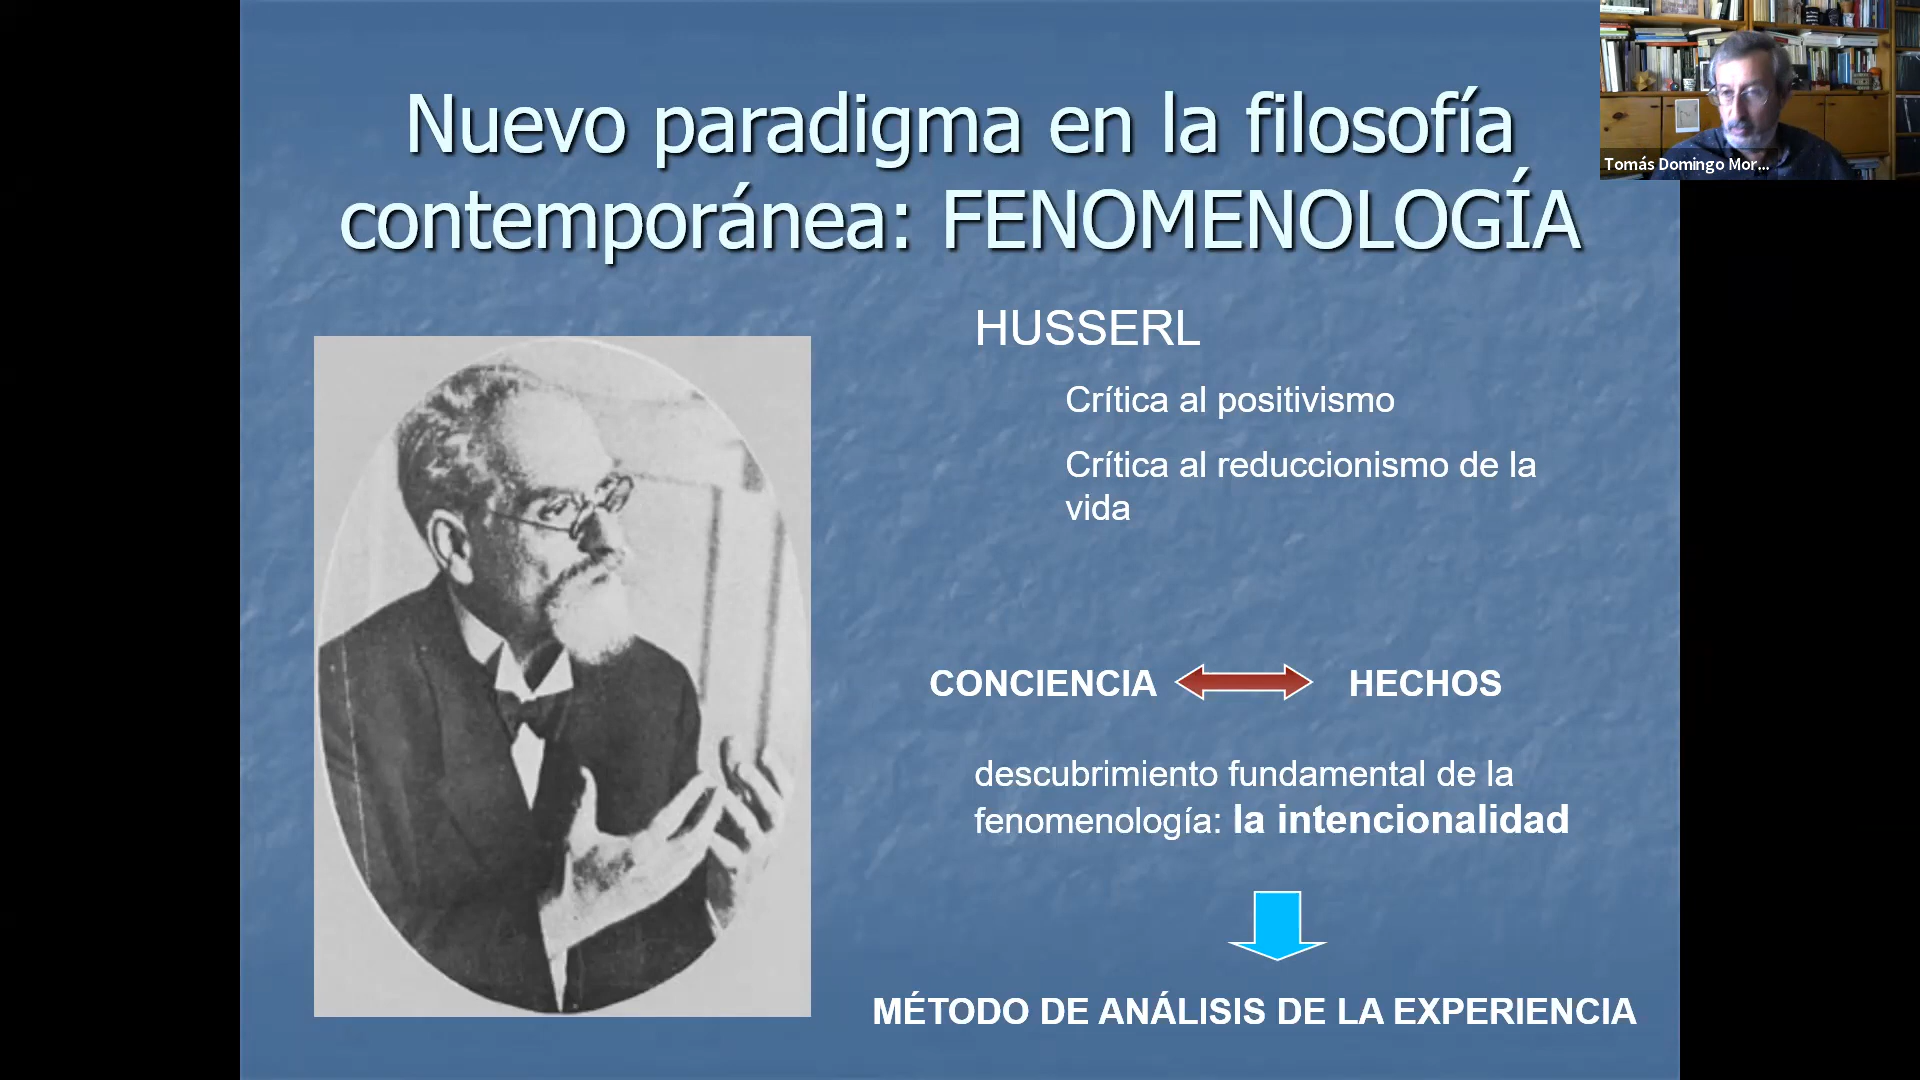 Nuevo paradigma en la filosofía
contemporánea: FENOMENOLOGÍA
Tomás Domingo Mor...
HUSSERL
Crítica al positivismo
Crítica al reduccionismo de la
vida
CONCIENCIA HECHOS
descubrimiento fundamental de la
fenomenología: la intencionalidad
MÉTODO DE ANÁLISIS DE LA EXPERIENCIA